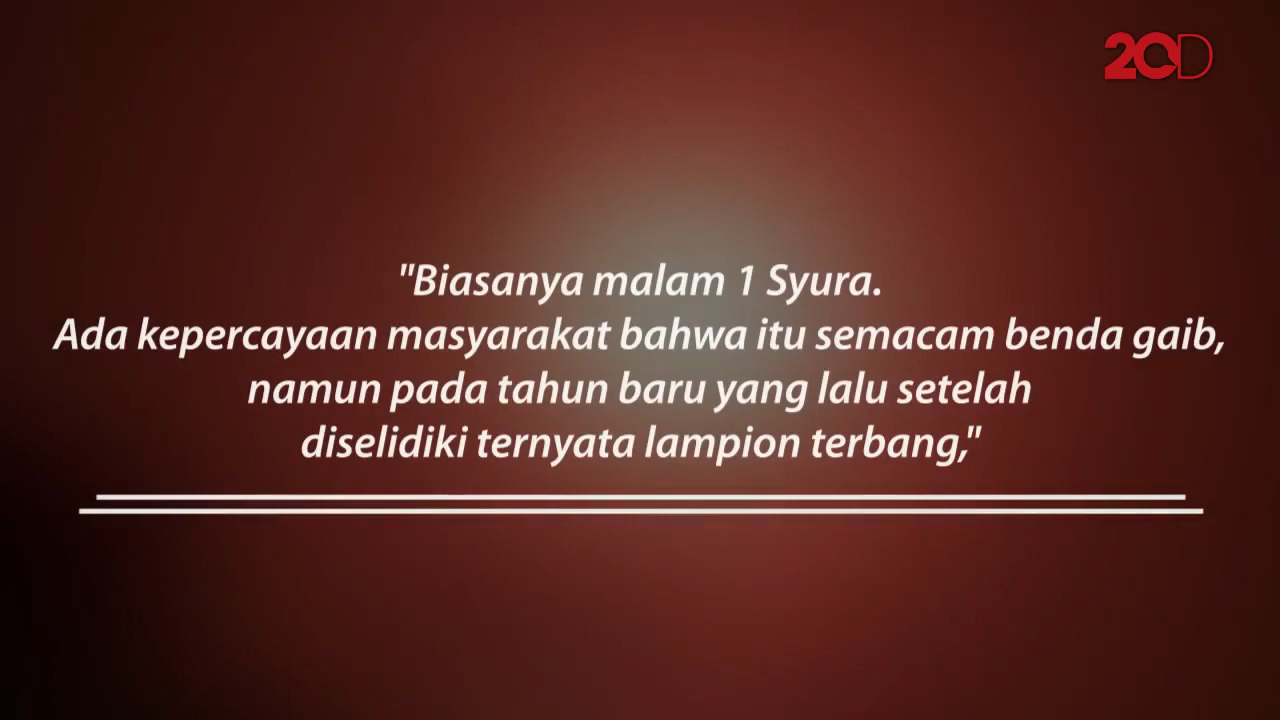 20D
"Biasanya malam 1 Syura.
Ada kepercayaan masyarakat bahwa itu semacam benda gaib,
namun pada tahun baru yang lalu setelah
diselidiki ternyata lampion terbang,"